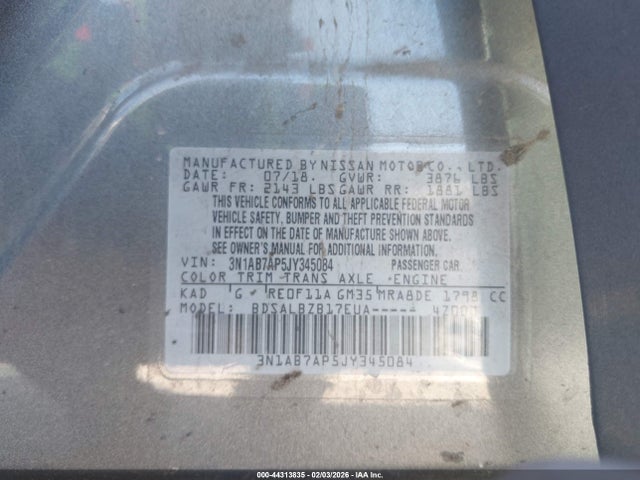 MANUFACTURED BY NISSAN MOTOR CO., LTD.
DATE: 07/18 GVWR: 3876 LBS
GAWR FR: 2143 LBS GAWR RR: 1881 LBS
THIS VEHICLE CONFORMS TO ALL APPLICABLE FEDERAL MOTOR
VEHICLE SAFETY, BUMPER AND THEFT PREVENTION STANDARDS
IN EFFECT ON THE DATE OF MANUFACTURE SHOWN ABOVE.
SEE OWNER'S MANUAL FOR ADDITIONAL INFORMATION.
VIN: 3N1AB7AP5JY345084 PASSENGER CAR
COLOR TRIM TRANS AXLE ENGINE
KAD G RE0F11A GM35 MRA8DE 1798 CC
MODEL: BDSALBZB17EUA-----
3N1AB7AP5JY345084
000-44313835 - 02/03/2026 - IAA Inc.